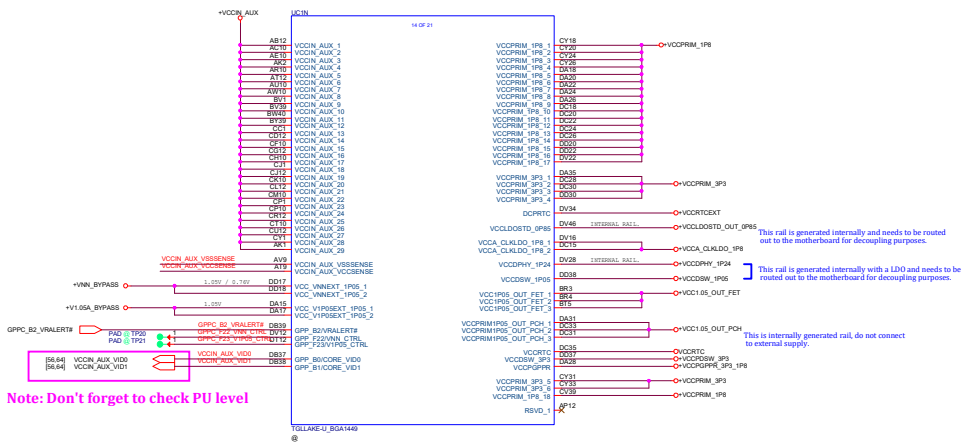 +VCCIN_AUX
UC1N
14 OF 21
AB12 VCCIN_AUX_1
AC10 VCCIN_AUX_2
AE10 VCCIN_AUX_3
AK2 VCCIN_AUX_4
AR10 VCCIN_AUX_5
AT12 VCCIN_AUX_6
AU10 VCCIN_AUX_7
AW10 VCCIN_AUX_8
BV1 VCCIN_AUX_9
BV39 VCCIN_AUX_10
BW40 VCCIN_AUX_11
BY39 VCCIN_AUX_12
CC1 VCCIN_AUX_13
CD12 VCCIN_AUX_14
CF10 VCCIN_AUX_15
CG12 VCCIN_AUX_16
CH10 VCCIN_AUX_17
CJ1 VCCIN_AUX_18
CJ12 VCCIN_AUX_19
CK10 VCCIN_AUX_20
CL12 VCCIN_AUX_21
CM10 VCCIN_AUX_22
CP1 VCCIN_AUX_23
CP10 VCCIN_AUX_24
CR12 VCCIN_AUX_25
CT10 VCCIN_AUX_26
CU12 VCCIN_AUX_27
CY1 VCCIN_AUX_28
AK1 VCCIN_AUX_29
VCCIN_AUX_VSSSENSE AV9 VCCIN_AUX_VSSSENSE
VCCIN_AUX_VCCSENSE AT9 VCCIN_AUX_VCCSENSE
+VNN_BYPASS 1.05V / 0.76V DD17 VCC_VNNEXT_1P05_1
DD18 VCC_VNNEXT_1P05_2
+V1.05A_BYPASS 1.05V DA15 VCC_V1P05EXT_1P05_1
DA17 VCC_V1P05EXT_1P05_2
GPPC_B2_VRALERT# GPPC_B2_VRALERT# DB39 GPP_B2/VRALERT#
PAD @ TP20 1 GPPC_F22_VNN_CTRL DV12 GPP_F22/VNN_CTRL
PAD @ TP21 1 GPPC_F23_V1P05_CTRL DT12 GPP_F23/V1P05_CTRL
[56,64] VCCIN_AUX_VID0 VCCIN_AUX_VID0 DB37 GPP_B0/CORE_VID0
[56,64] VCCIN_AUX_VID1 VCCIN_AUX_VID1 DB38 GPP_B1/CORE_VID1
Note: Don't forget to check PU level
VCCPRIM_1P8_1 CY18 +VCCPRIM_1P8
VCCPRIM_1P8_2 CY20
VCCPRIM_1P8_3 CY24
VCCPRIM_1P8_4 CY26
VCCPRIM_1P8_5 DA18
VCCPRIM_1P8_6 DA20
VCCPRIM_1P8_7 DA22
VCCPRIM_1P8_8 DA24
VCCPRIM_1P8_9 DA26
VCCPRIM_1P8_10 DC18
VCCPRIM_1P8_11 DC20
VCCPRIM_1P8_12 DC22
VCCPRIM_1P8_13 DC24
VCCPRIM_1P8_14 DC26
VCCPRIM_1P8_15 DD20
VCCPRIM_1P8_16 DD22
VCCPRIM_1P8_17 DV22
VCCPRIM_3P3_1 DA35
VCCPRIM_3P3_2 DC28 +VCCPRIM_3P3
VCCPRIM_3P3_3 DC30
VCCPRIM_3P3_4 DD30
DCPRTC DV34 +VCCRTCEXT
VCCLDOSTD_0P85 DV46 INTERNAL RAIL. +VCCLDOSTD_OUT_0P85
This rail is generated internally and needs to be routed
out to the motherboard for decoupling purposes.
VCCA_CLKLDO_1P8_1 DV16
VCCA_CLKLDO_1P8_2 DC15 +VCCA_CLKLDO_1P8
VCCDPHY_1P24 DV28 INTERNAL RAIL. +VCCDPHY_1P24
VCCDSW_1P05 DD38 +VCCDSW_1P05
This rail is generated internally with a LDO and needs to be
routed out to the motherboard for decoupling purposes.
VCC1P05_OUT_FET_1 BR3 +VCC1.05_OUT_FET
VCC1P05_OUT_FET_2 BR4
VCC1P05_OUT_FET_3 BT5
VCCPRIM1P05_OUT_PCH_1 DA31
VCCPRIM1P05_OUT_PCH_2 DC33 +VCC1.05_OUT_PCH
VCCPRIM1P05_OUT_PCH_3 DC31
This is internally generated rail, do not connect
to external supply.
VCCRTC DC35 +VCCRTC
VCCDSW_3P3 DD37 +VCCPDSW_3P3
VCCPGPPR DA28 +VCCPGPPR_3P3_1P8
VCCPRIM_3P3_5 CY31 +VCCPRIM_3P3
VCCPRIM_3P3_6 CY33
VCCPRIM_1P8_18 CV39 +VCCPRIM_1P8
RSVD_1 AP12
TGLLAKE-U_BGA1449
@